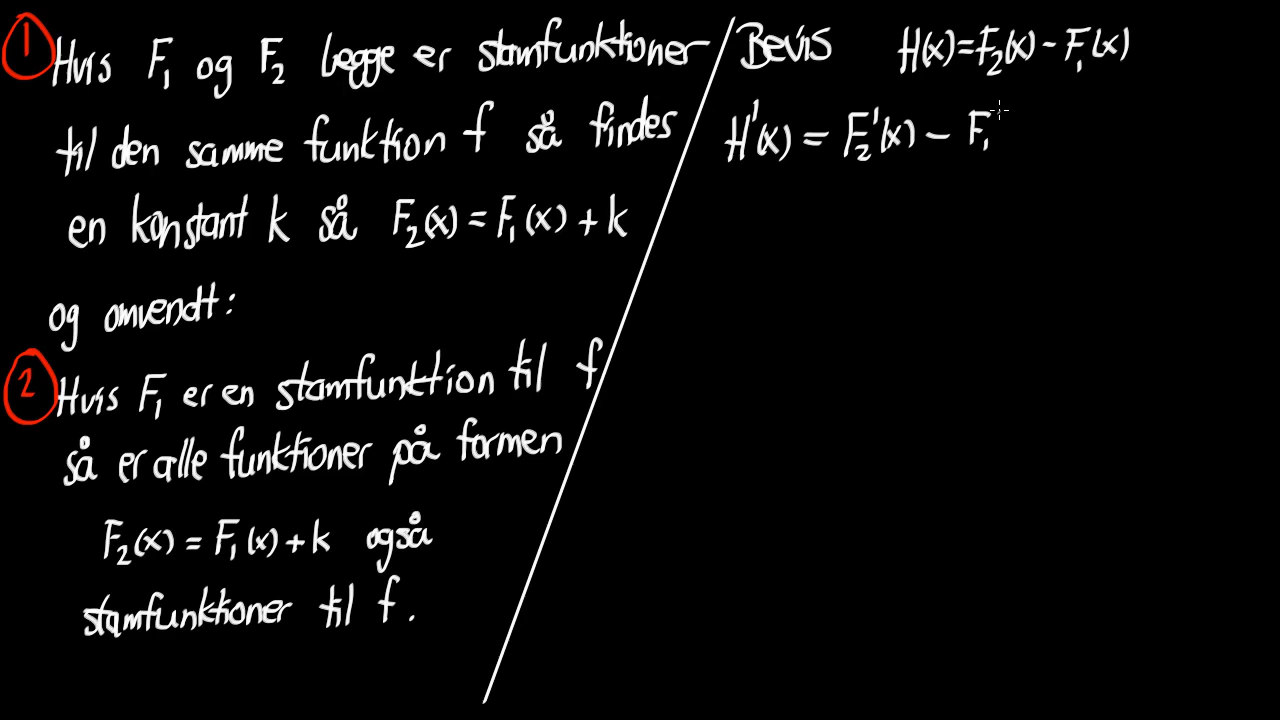 1 Hvis F₁ og F₂ begge er stamfunktioner
til den samme funktion f så findes
en konstant k så F₂(x) = F₁(x) + k
og omvendt:
2 Hvis F₁ er en stamfunktion til f
så er alle funktioner på formen
F₂(x) = F₁(x) + k også
stamfunktioner til f.
Bevis H(x) = F₂(x) - F₁(x)
H'(x) = F₂'(x) - F₁